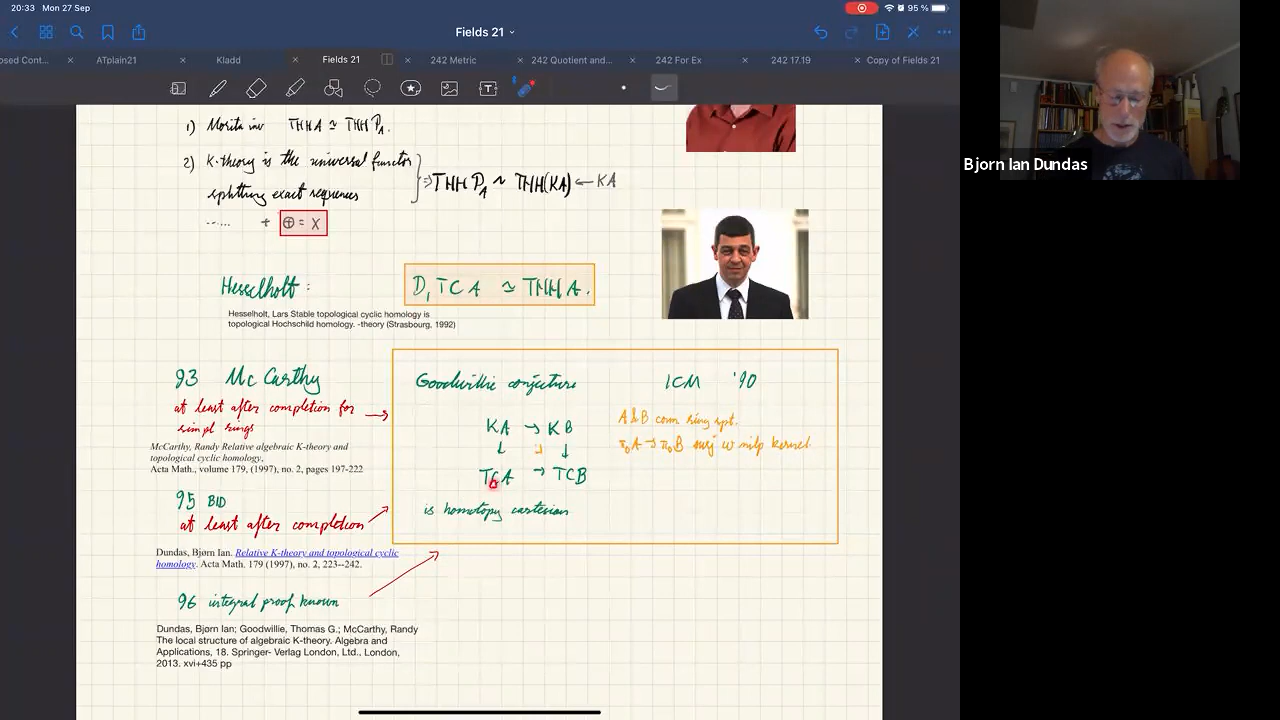 20:33 Mon 27 Sep
95 %
Fields 21
osed Cont...
ATplain21
Kladd
Fields 21
242 Metric
242 Quotient and...
242 For Ex
242 17.19
Copy of Fields 21
1) Morita inv THH A ≃ THH P_A.
2) K-theory is the universal functor
splitting exact sequences
..... + ⊕ = X
⇒ THH P_A ~ THH(KA) ← KA
Hesselholt :
D₁ TC A ≃ THH A.
Hesselholt, Lars Stable topological cyclic homology is
topological Hochschild homology. -theory (Strasbourg, 1992)
93 Mc Carthy
at least after completion for
simpl rings
McCarthy, Randy Relative algebraic K-theory and
topological cyclic homology,
Acta Math., volume 179, (1997), no. 2, pages 197-222
95 BID
at least after completion
Dundas, Bjørn Ian. Relative K-theory and topological cyclic
homology. Acta Math. 179 (1997), no. 2, 223--242.
96 integral proof known
Dundas, Bjørn Ian; Goodwillie, Thomas G.; McCarthy, Randy
The local structure of algebraic K-theory. Algebra and
Applications, 18. Springer- Verlag London, Ltd., London,
2013. xvi+435 pp
Goodwillie conjecture ICM '90
KA → KB
↓ ↓
TCA → TCB
is homotopy cartesian
A & B conn ring spt.
π₀A → π₀B surj w nilp kernel.
Bjorn Ian Dundas